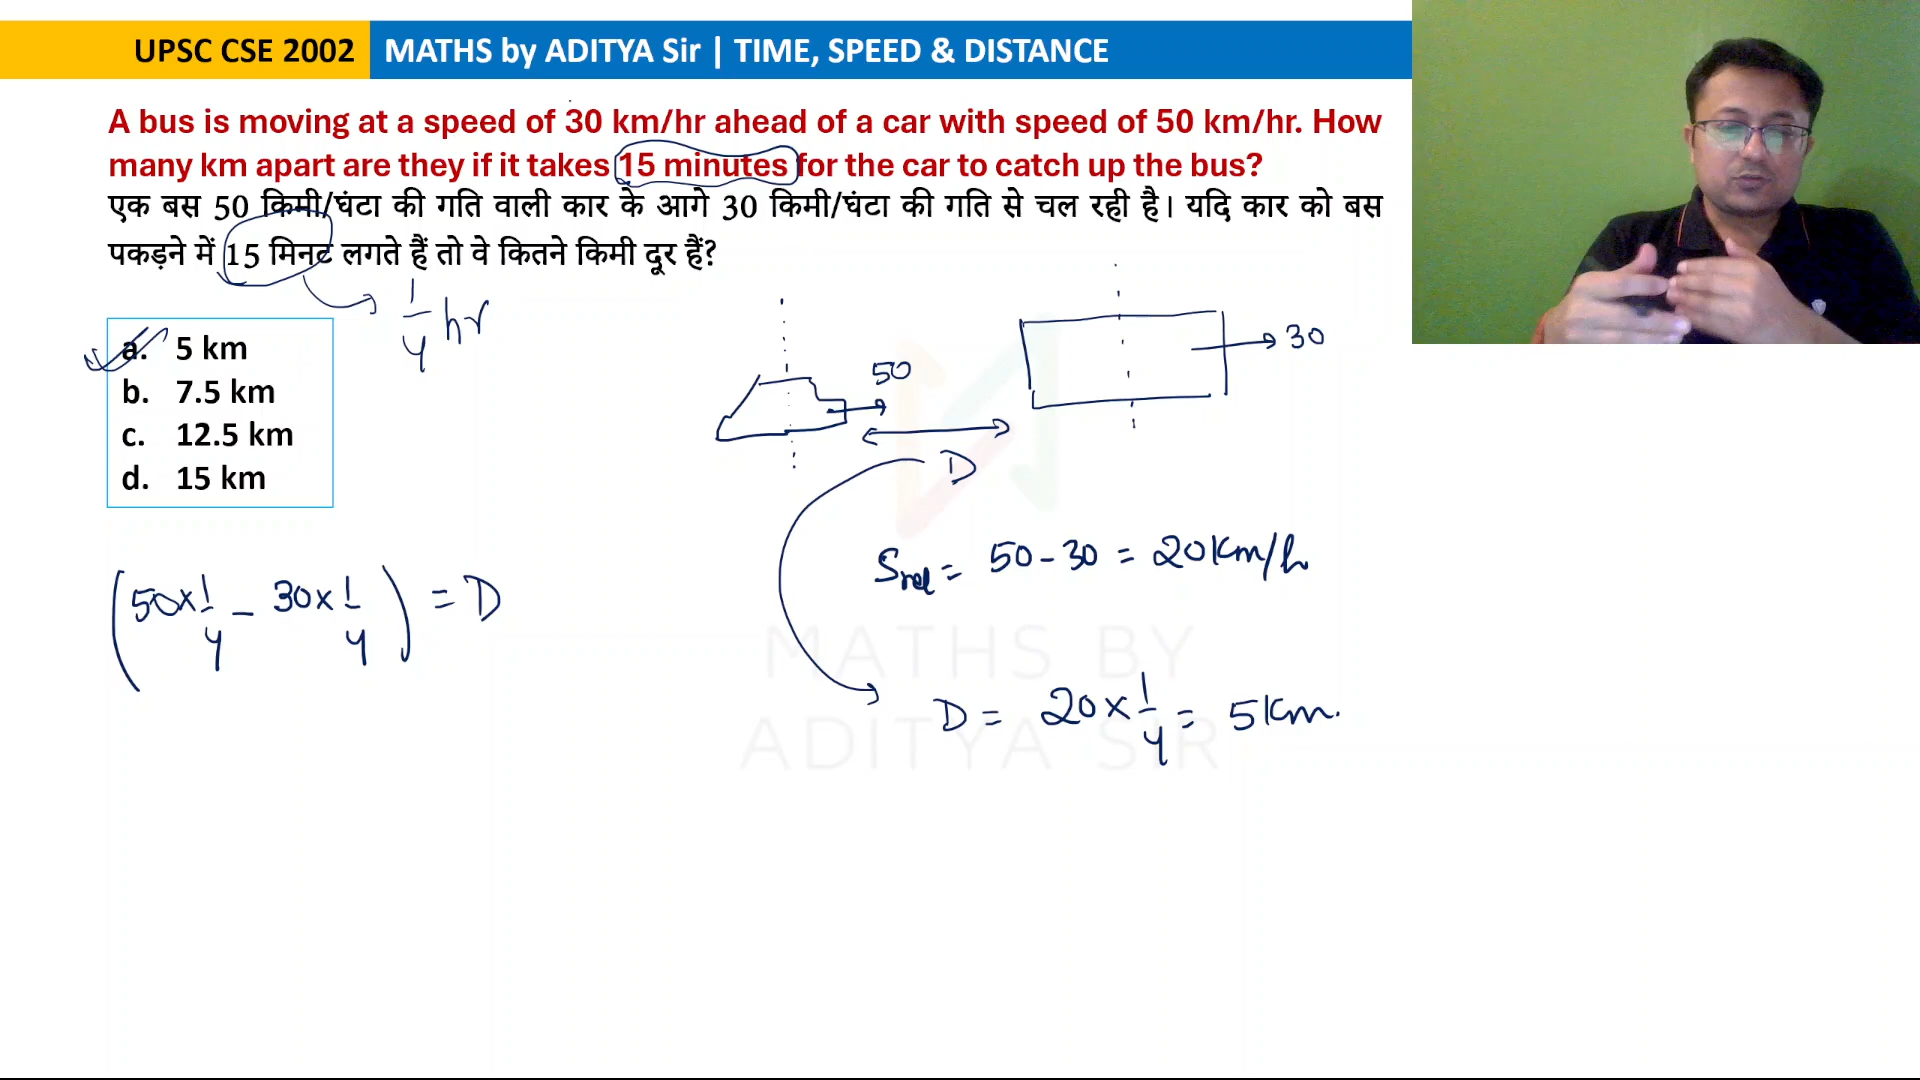 UPSC CSE 2002
MATHS by ADITYA Sir | TIME, SPEED & DISTANCE
A bus is moving at a speed of 30 km/hr ahead of a car with speed of 50 km/hr. How
many km apart are they if it takes 15 minutes for the car to catch up the bus?
एक बस 50 किमी/घंटा की गति वाली कार के आगे 30 किमी/घंटा की गति से चल रही है। यदि कार को बस
पकड़ने में 15 मिनट लगते हैं तो वे कितने किमी दूर हैं?
1/4 hr
a. 5 km
b. 7.5 km
c. 12.5 km
d. 15 km
50
30
D
Srel = 50 - 30 = 20 km/h
(50 × 1/4 - 30 × 1/4) = D
D = 20 × 1/4 = 5 km.
MATHS BY
ADITYA SIR